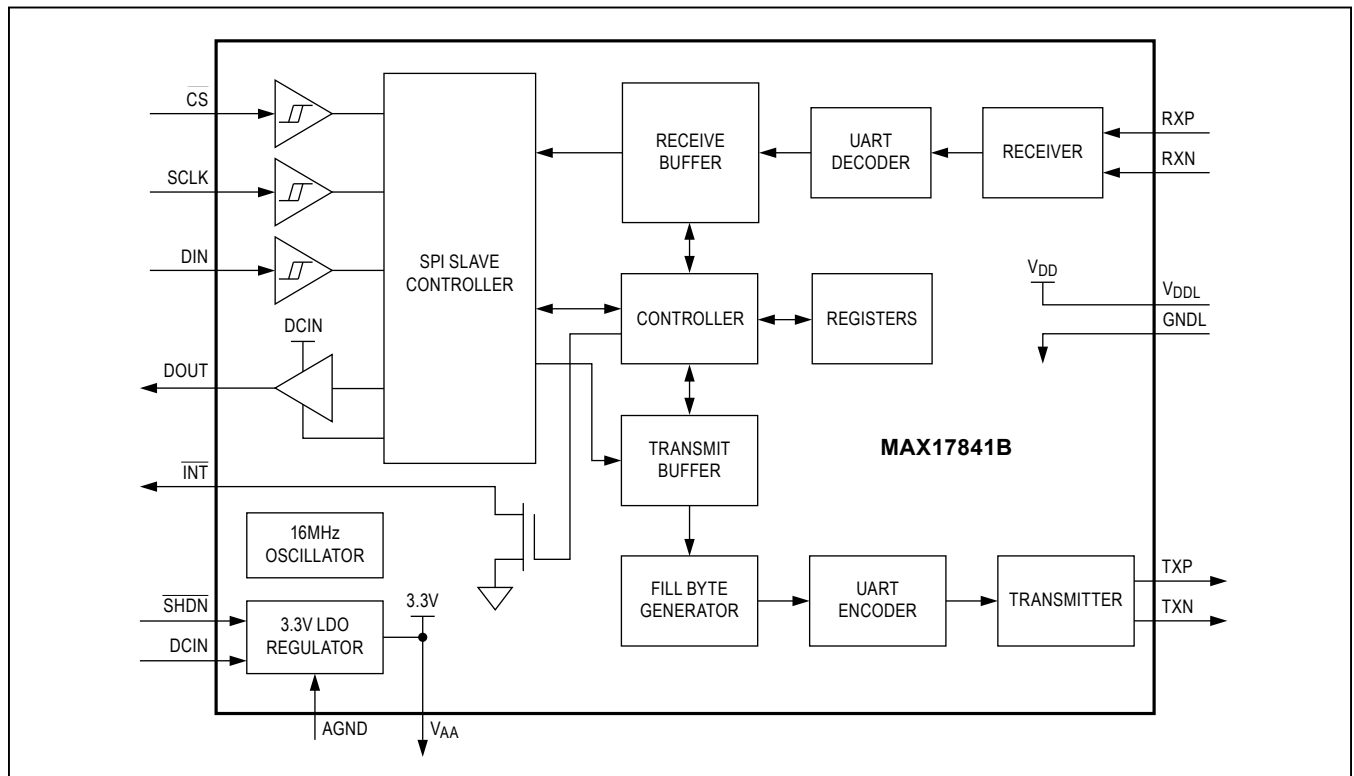 CS
SCLK
DIN
DCIN
DOUT
INT
SPI SLAVE
CONTROLLER
RECEIVE
BUFFER
UART
DECODER
RECEIVER
RXP
RXN
CONTROLLER
REGISTERS
VDD
VDDL
GNDL
TRANSMIT
BUFFER
MAX17841B
16MHz
OSCILLATOR
SHDN
DCIN
3.3V LDO
REGULATOR
3.3V
AGND
VAA
FILL BYTE
GENERATOR
UART
ENCODER
TRANSMITTER
TXP
TXN